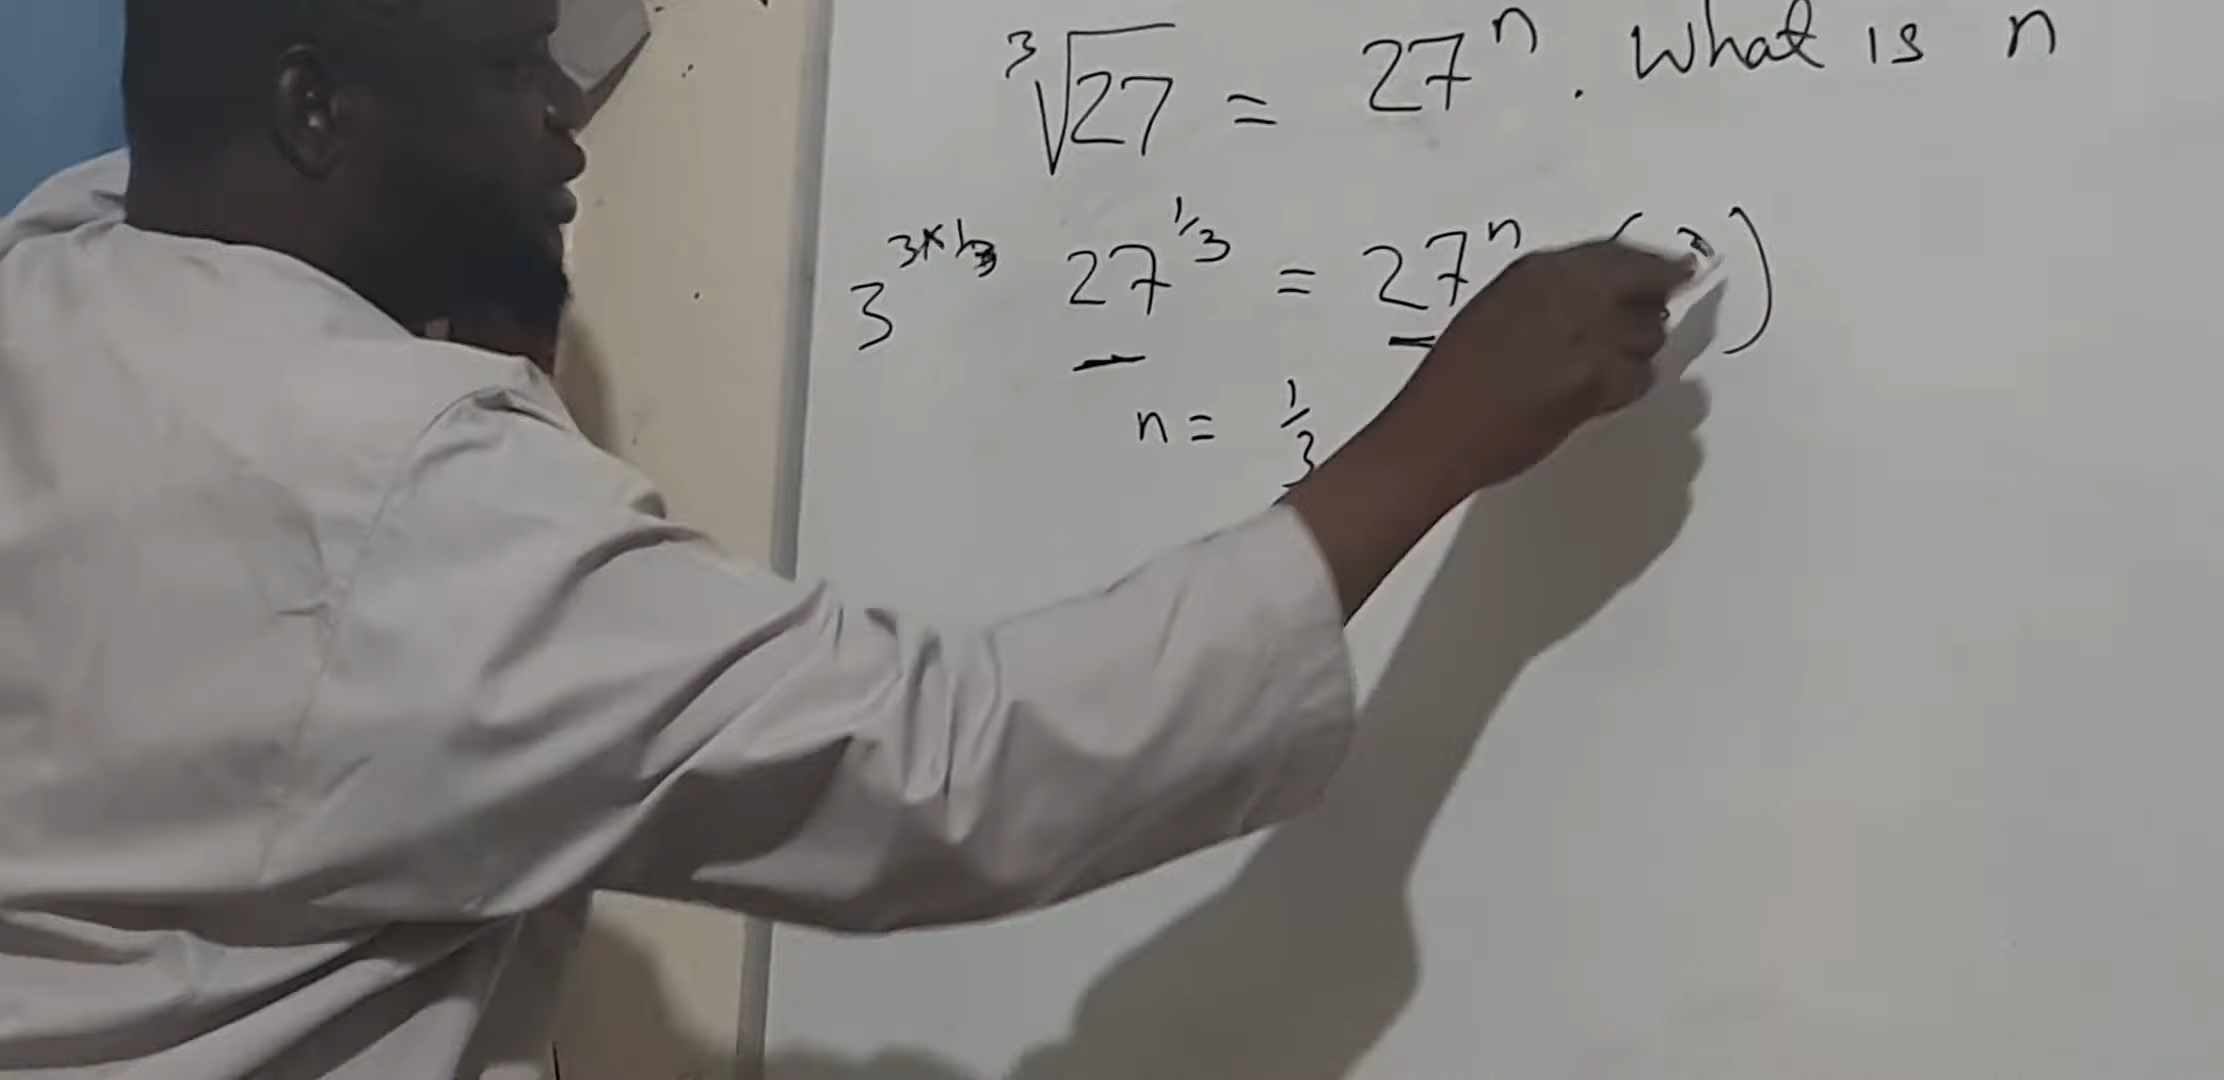 ∛27 = 27ⁿ. What is n
3^(3×1/3) 27^(1/3) = 27ⁿ ( ³ )
n = 1/3